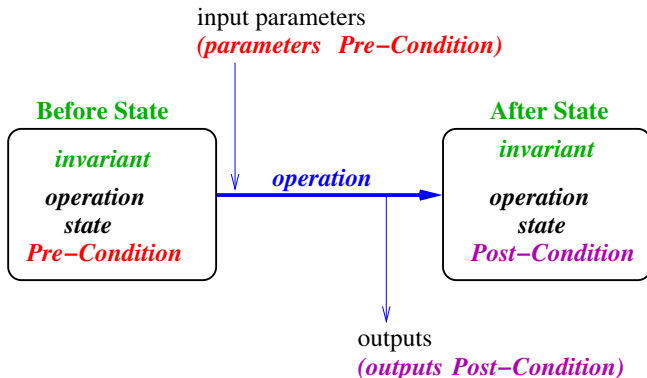 input parameters
(parameters Pre−Condition)
Before State
After State
invariant
operation
state
Pre−Condition
operation
invariant
operation
state
Post−Condition
outputs
(outputs Post−Condition)